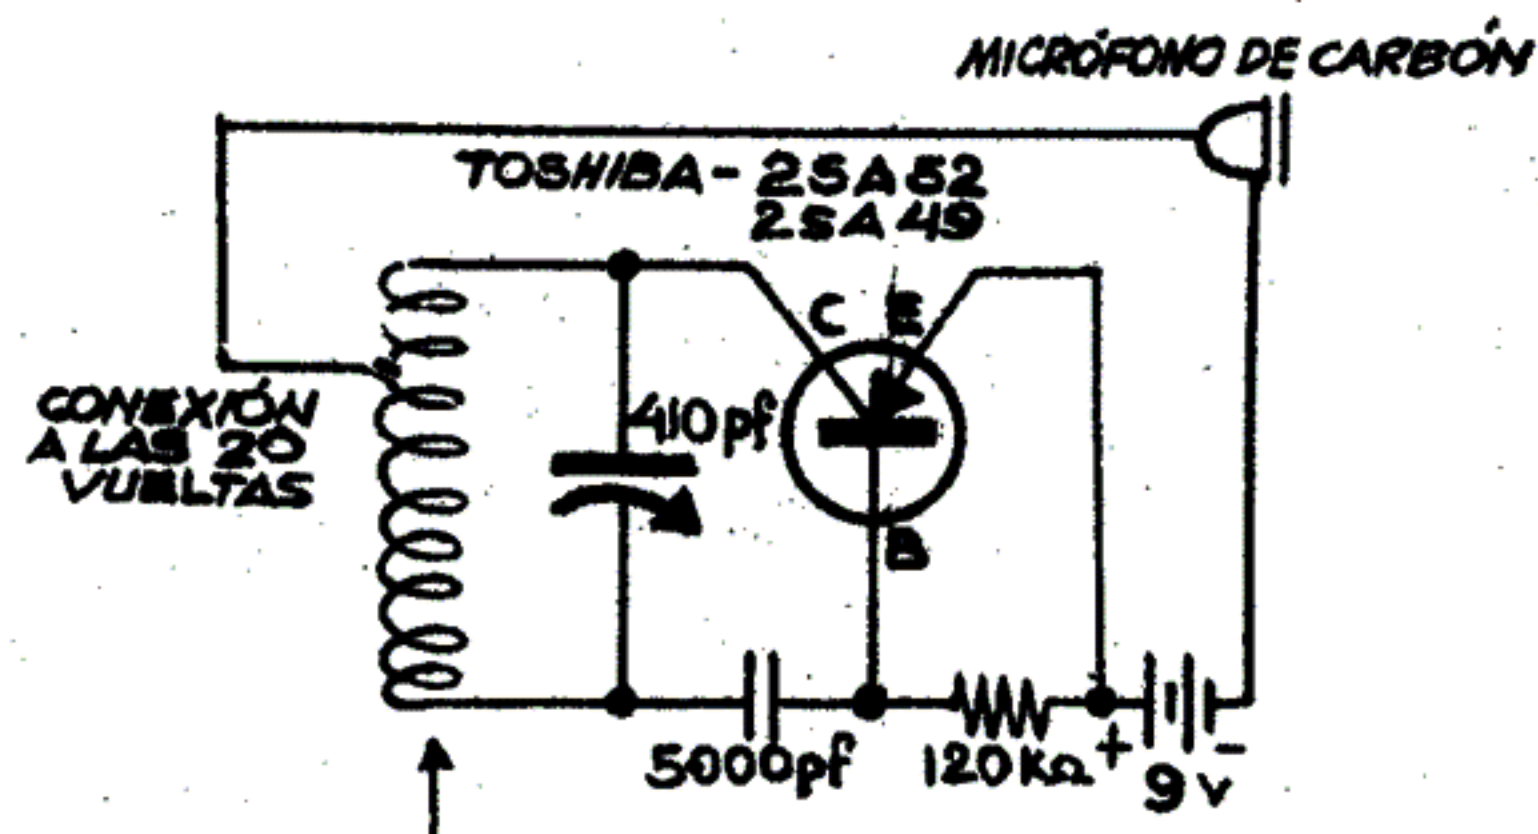 MICRÓFONO DE CARBÓN
TOSHIBA - 2SA52
2SA49
C E
CONEXIÓN
A LAS 20
VUELTAS
410pf
B
5000pf
120KΩ
+
-
9v